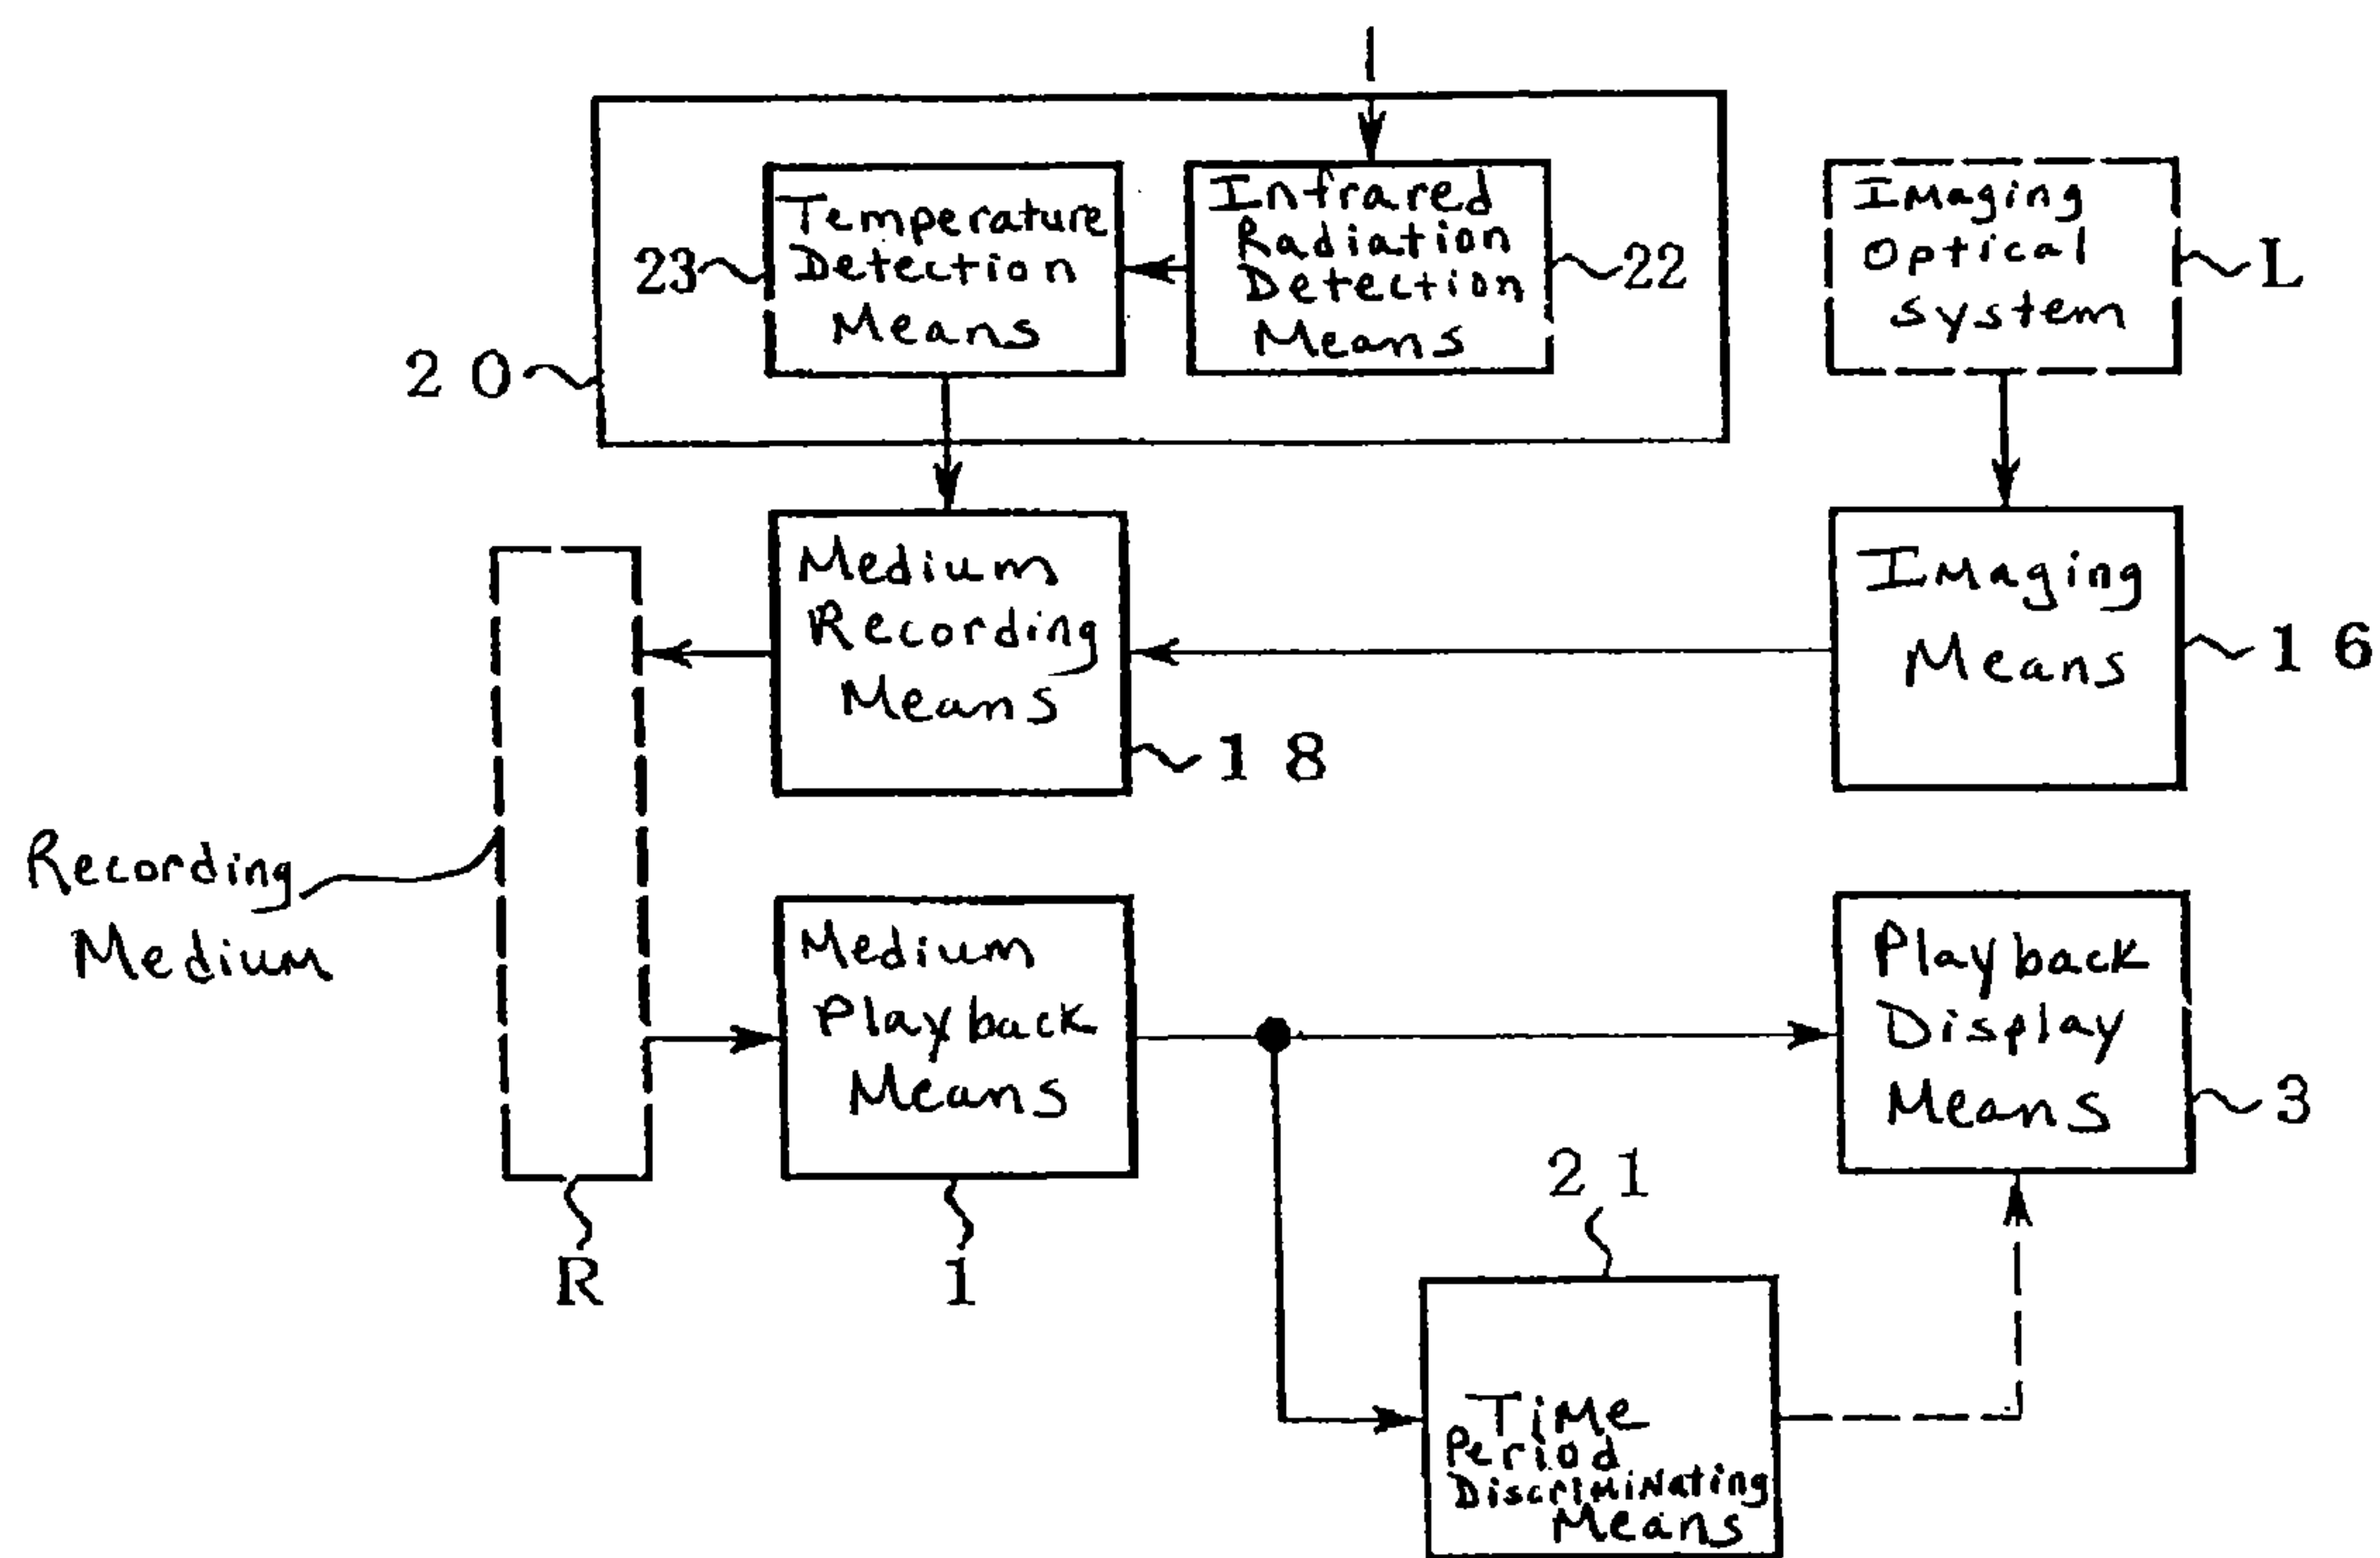 Temperature
Detection
Means
23
Infrared
Radiation
Detection
Means
22
Imaging
Optical
System
L
20
Medium
Recording
Means
18
Imaging
Means
16
Recording
Medium
R
Medium
Playback
Means
1
Playback
Display
Means
3
21
Time
Period
Discriminating
Means